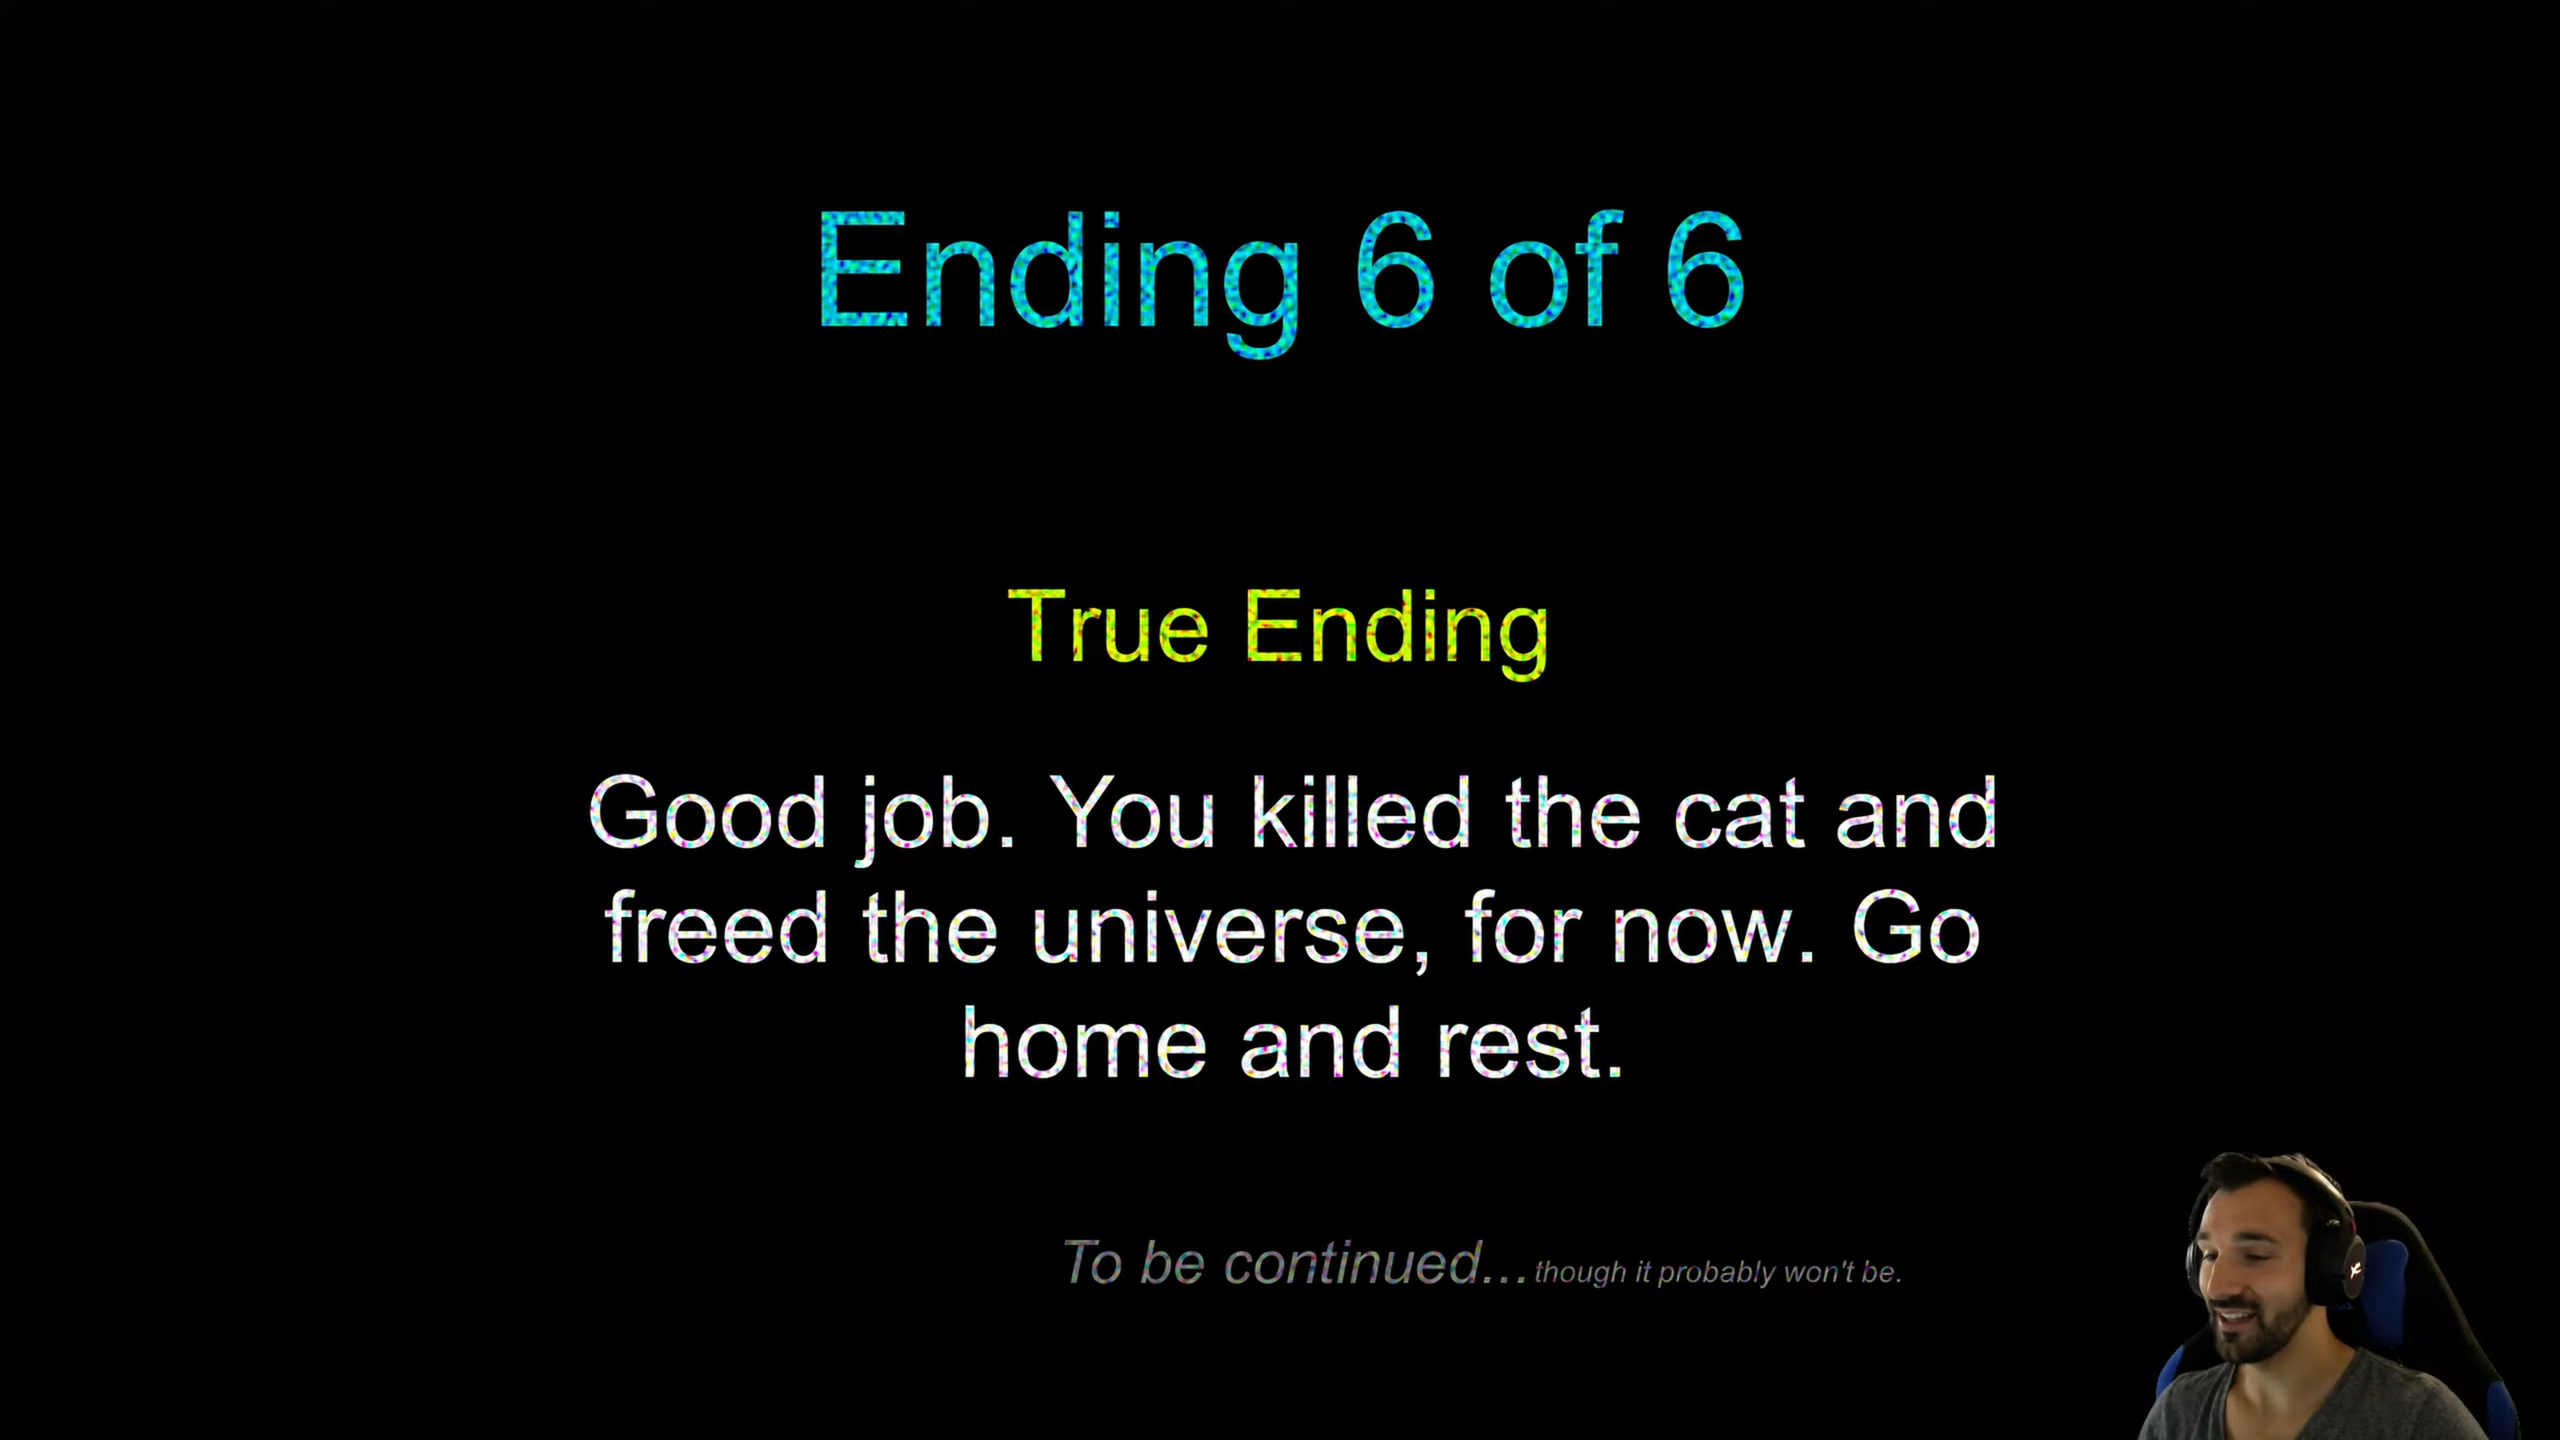 Ending 6 of 6
True Ending
Good job. You killed the cat and
freed the universe, for now. Go
home and rest.
To be continued... though it probably won't be.